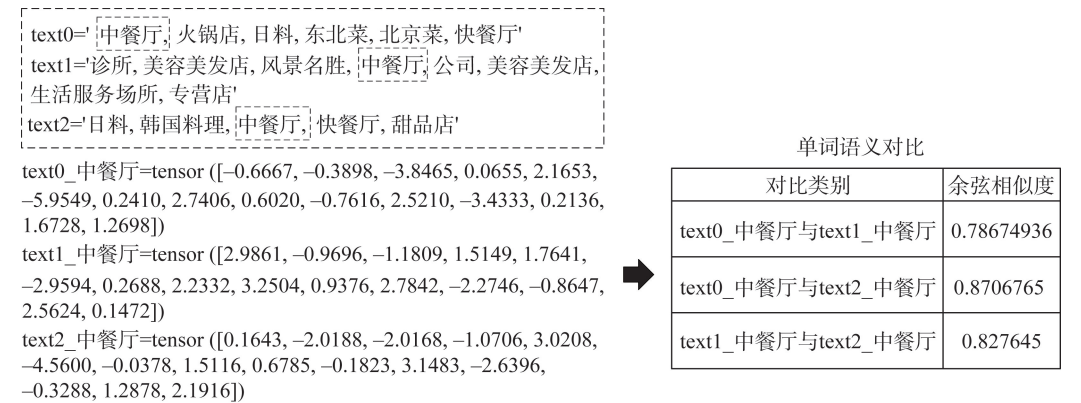 text0=' 中餐厅, 火锅店, 日料, 东北菜, 北京菜, 快餐厅'
text1='诊所, 美容美发店, 风景名胜, 中餐厅, 公司, 美容美发店,
生活服务场所, 专营店'
text2='日料, 韩国料理, 中餐厅, 快餐厅, 甜品店'
text0_中餐厅=tensor ([–0.6667, –0.3898, –3.8465, 0.0655, 2.1653,
–5.9549, 0.2410, 2.7406, 0.6020, –0.7616, 2.5210, –3.4333, 0.2136,
1.6728, 1.2698])
text1_中餐厅=tensor ([2.9861, –0.9696, –1.1809, 1.5149, 1.7641,
–2.9594, 0.2688, 2.2332, 3.2504, 0.9376, 2.7842, –2.2746, –0.8647,
2.5624, 0.1472])
text2_中餐厅=tensor ([0.1643, –2.0188, –2.0168, –1.0706, 3.0208,
–4.5600, –0.0378, 1.5116, 0.6785, –0.1823, 3.1483, –2.6396,
–0.3288, 1.2878, 2.1916])
单词语义对比
对比类别 余弦相似度
text0_中餐厅与text1_中餐厅 0.78674936
text0_中餐厅与text2_中餐厅 0.8706765
text1_中餐厅与text2_中餐厅 0.827645